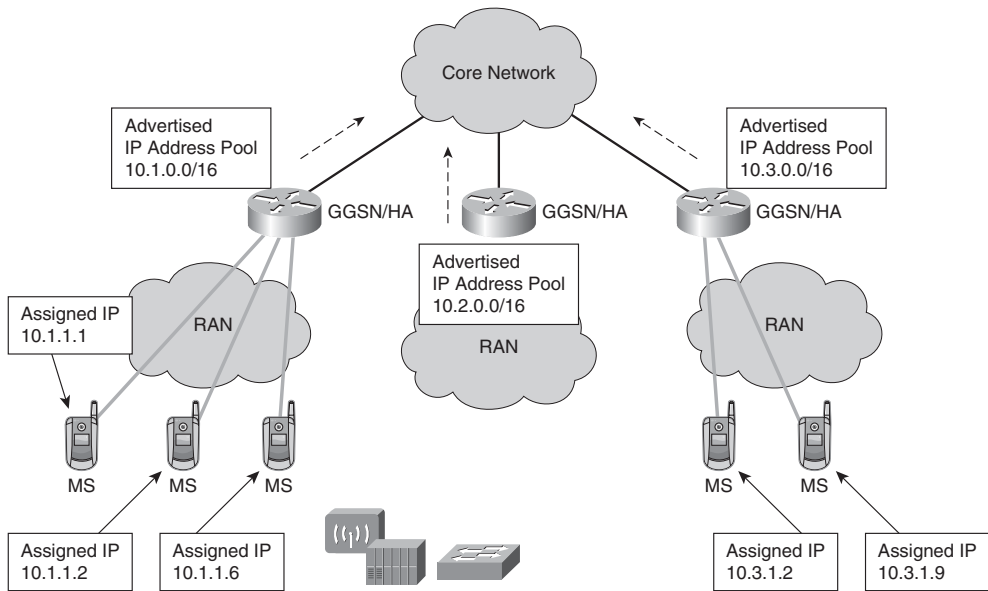 Core Network
Advertised
IP Address Pool
10.1.0.0/16
Advertised
IP Address Pool
10.3.0.0/16
GGSN/HA
GGSN/HA
GGSN/HA
Advertised
IP Address Pool
10.2.0.0/16
Assigned IP
10.1.1.1
RAN
RAN
RAN
MS
MS
MS
MS
MS
Assigned IP
10.1.1.2
Assigned IP
10.1.1.6
Assigned IP
10.3.1.2
Assigned IP
10.3.1.9